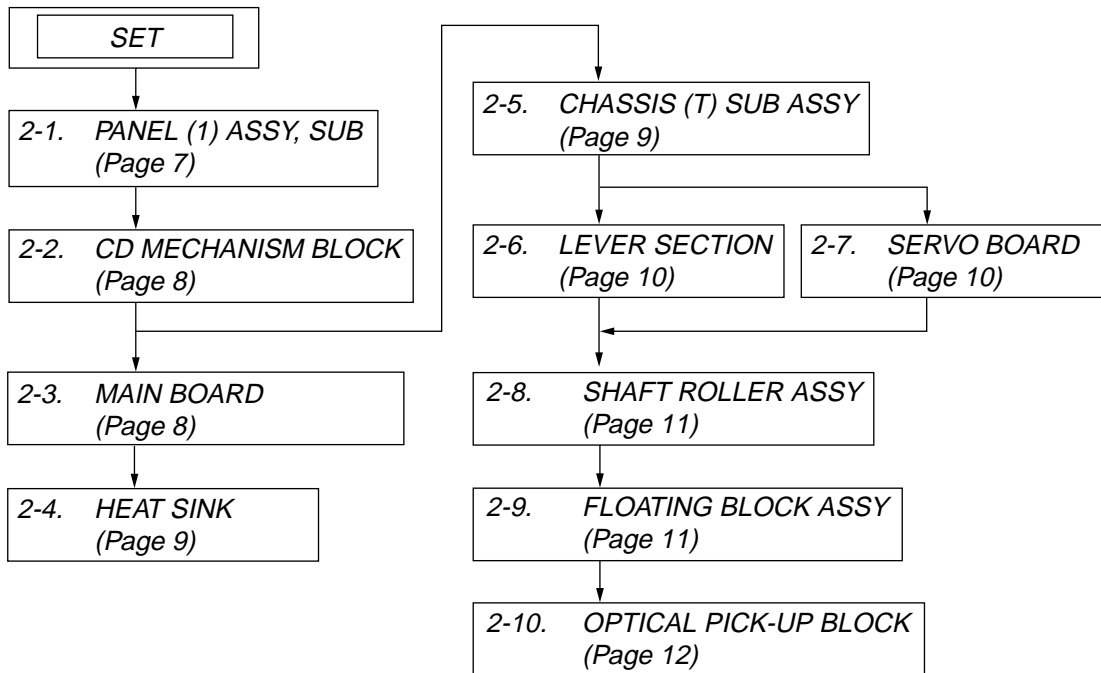 SET
2-1. PANEL (1) ASSY, SUB
(Page 7)
2-2. CD MECHANISM BLOCK
(Page 8)
2-3. MAIN BOARD
(Page 8)
2-4. HEAT SINK
(Page 9)
2-5. CHASSIS (T) SUB ASSY
(Page 9)
2-6. LEVER SECTION
(Page 10)
2-7. SERVO BOARD
(Page 10)
2-8. SHAFT ROLLER ASSY
(Page 11)
2-9. FLOATING BLOCK ASSY
(Page 11)
2-10. OPTICAL PICK-UP BLOCK
(Page 12)